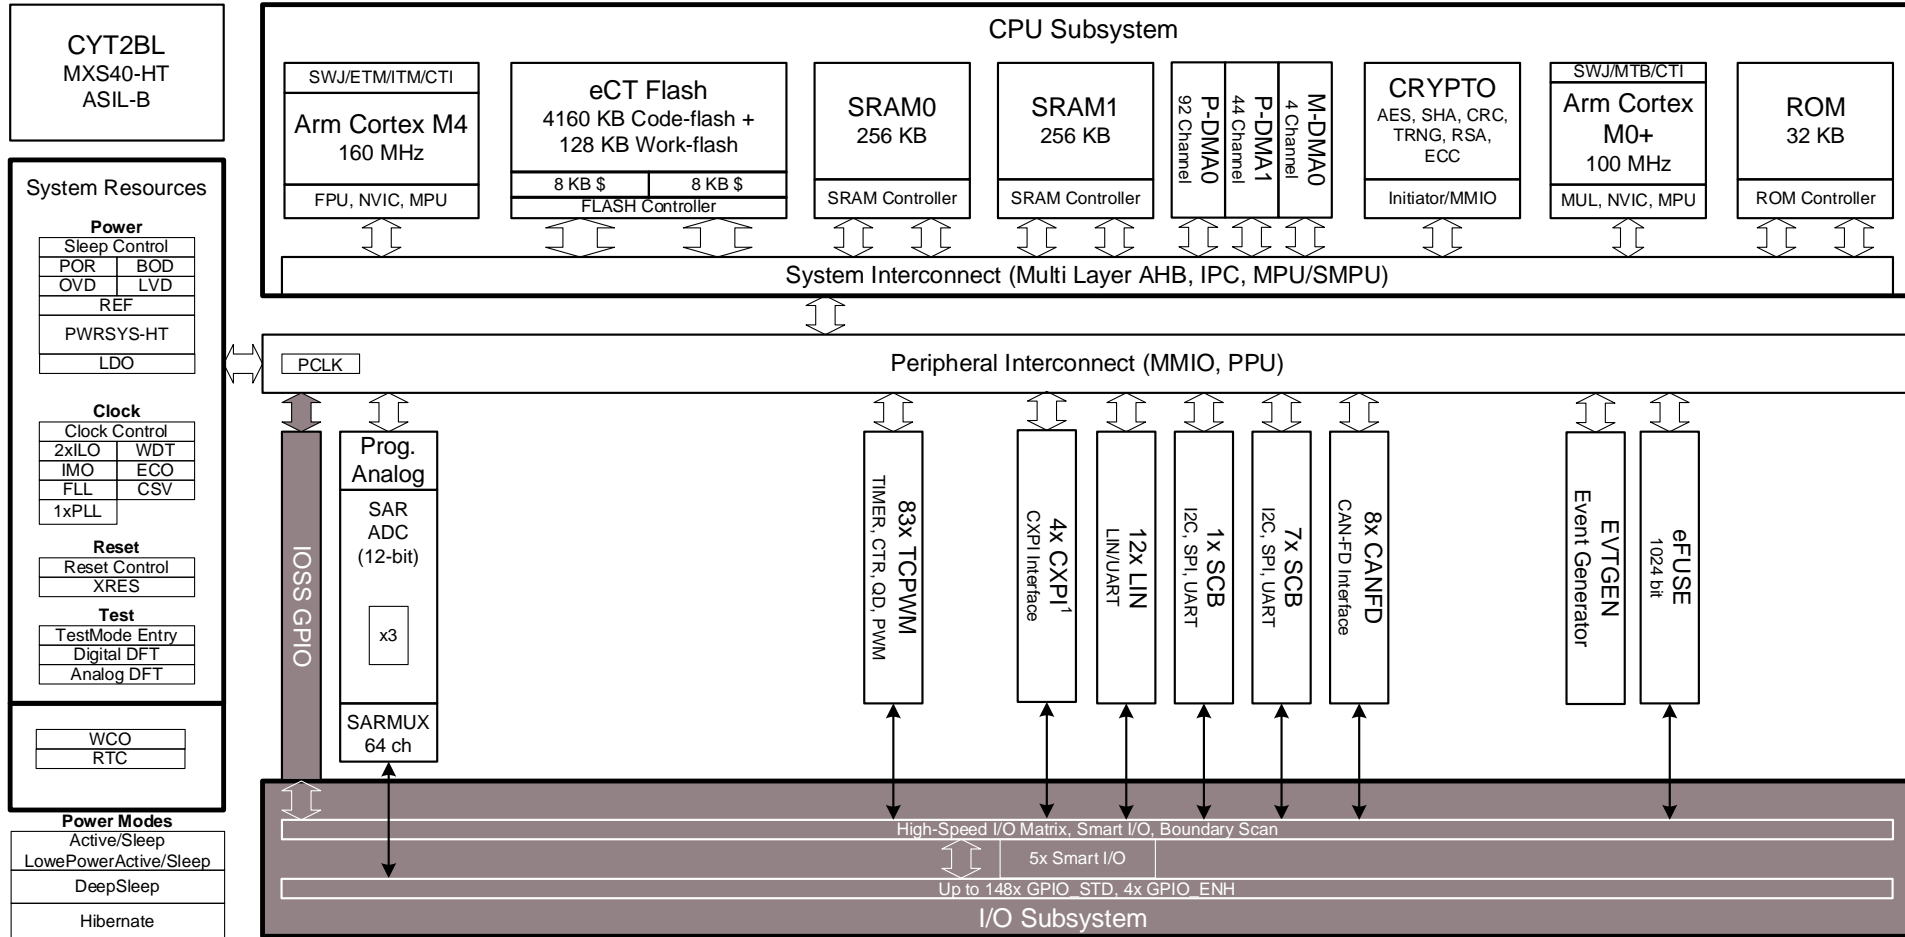 CYT2BL
MXS40-HT
ASIL-B
System Resources
Power
Sleep Control
POR BOD
OVD LVD
REF
PWRSYS-HT
LDO
Clock
Clock Control
2xILO WDT
IMO ECO
FLL CSV
1xPLL
Reset
Reset Control
XRES
Test
TestMode Entry
Digital DFT
Analog DFT
WCO
RTC
Power Modes
Active/Sleep
LowePowerActive/Sleep
DeepSleep
Hibernate
CPU Subsystem
SWJ/ETM/ITM/CTI
Arm Cortex M4
160 MHz
FPU, NVIC, MPU
eCT Flash
4160 KB Code-flash +
128 KB Work-flash
8 KB $ 8 KB $
FLASH Controller
SRAM0
256 KB
SRAM Controller
SRAM1
256 KB
SRAM Controller
P-DMA0
92 Channel
P-DMA1
44 Channel
M-DMA0
4 Channel
CRYPTO
AES, SHA, CRC,
TRNG, RSA,
ECC
Initiator/MMIO
SWJ/MTB/CTI
Arm Cortex
M0+
100 MHz
MUL, NVIC, MPU
ROM
32 KB
ROM Controller
System Interconnect (Multi Layer AHB, IPC, MPU/SMPU)
PCLK
Peripheral Interconnect (MMIO, PPU)
IOSS GPIO
Prog.
Analog
SAR
ADC
(12-bit)
x3
SARMUX
64 ch
83x TCPWM
TIMER, CTR, QD, PWM
4x CXPI¹
CXPI Interface
12x LIN
LIN/UART
1x SCB
I2C, SPI, UART
7x SCB
I2C, SPI, UART
8x CANFD
CAN-FD Interface
EVTGEN
Event Generator
eFUSE
1024 bit
High-Speed I/O Matrix, Smart I/O, Boundary Scan
5x Smart I/O
Up to 148x GPIO_STD, 4x GPIO_ENH
I/O Subsystem